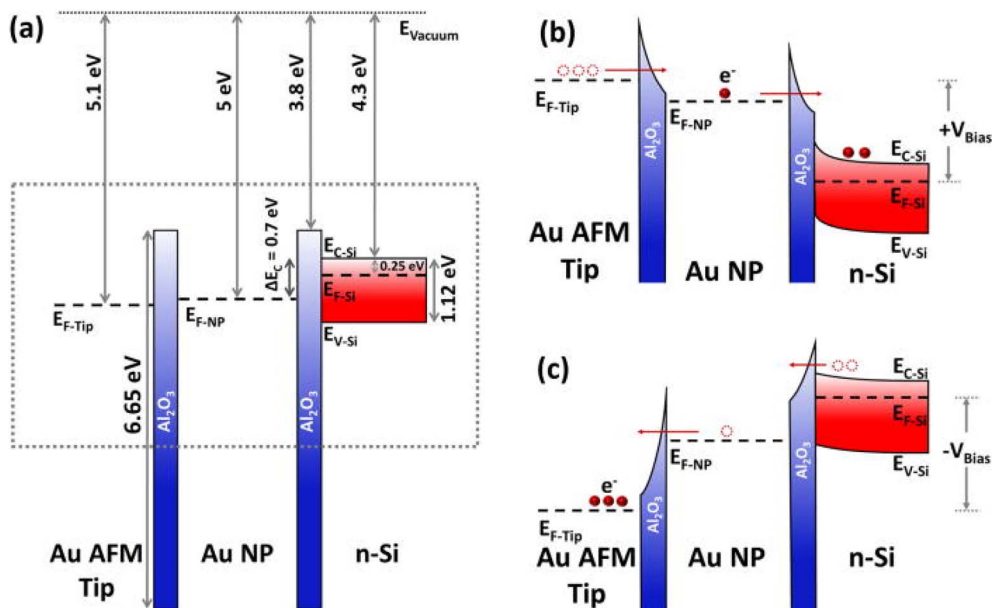 (a)
E_Vacuum
5.1 eV
5 eV
3.8 eV
4.3 eV
ΔE_C = 0.7 eV
E_C-Si
0.25 eV
E_F-Si
1.12 eV
E_F-Tip
E_F-NP
E_V-Si
6.65 eV
Al₂O₃
Al₂O₃
Au AFM
Tip
Au NP
n-Si
(b)
e⁻
E_F-Tip
E_F-NP
Al₂O₃
Al₂O₃
E_C-Si
+V_Bias
E_F-Si
E_V-Si
Au AFM
Tip
Au NP
n-Si
(c)
E_C-Si
E_F-Si
E_F-NP
E_V-Si
-V_Bias
e⁻
Al₂O₃
Al₂O₃
E_F-Tip
Au AFM
Tip
Au NP
n-Si